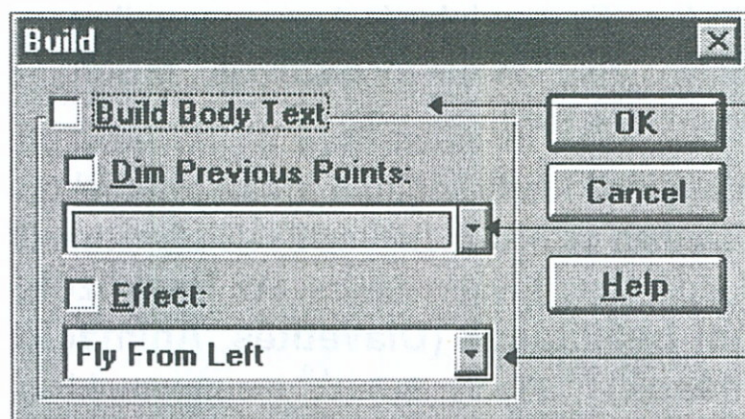 Build
Build Body Text
OK
Dim Previous Points:
Cancel
Effect:
Help
Fly From Left